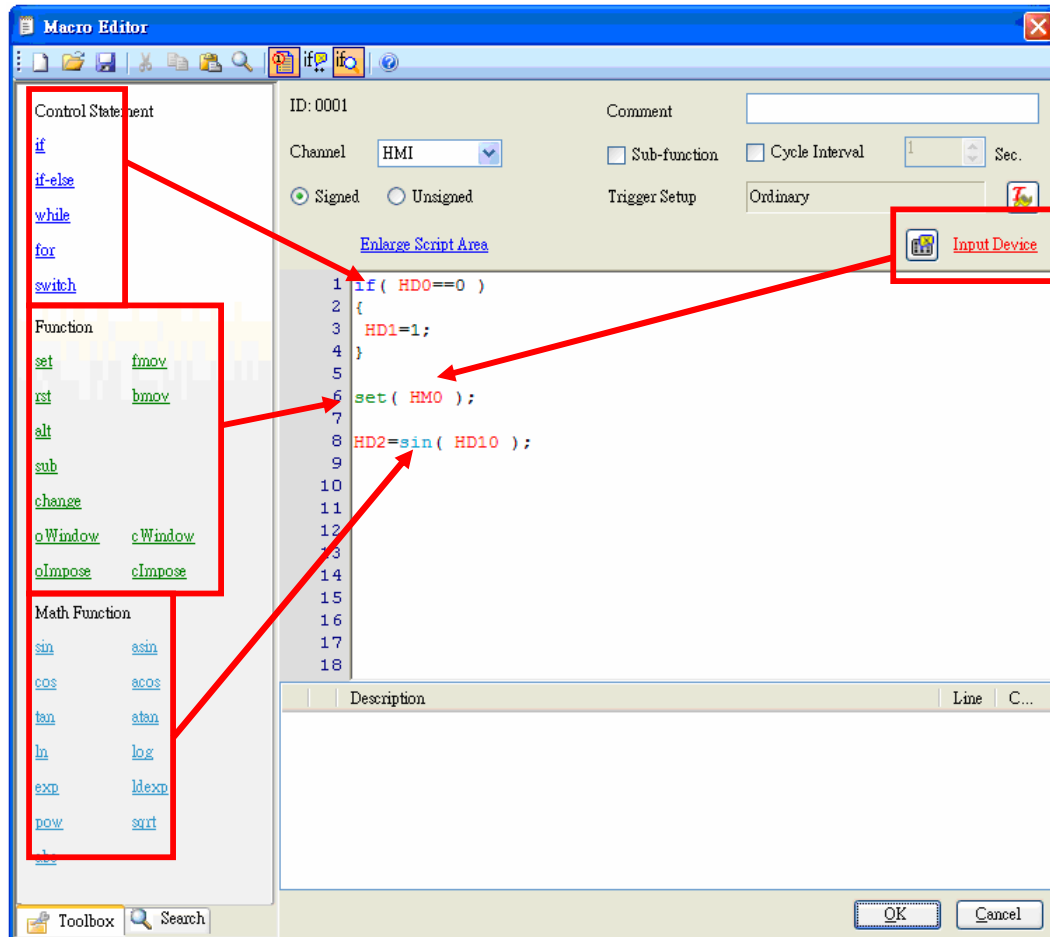 Macro Editor
Control Statement
if
if-else
while
for
switch
Function
set fmov
rst bmov
alt
sub
change
oWindow cWindow
oImpose cImpose
Math Function
sin asin
cos acos
tan atan
ln log
exp ldexp
pow sqrt
abs
Toolbox Search
ID: 0001
Comment
Channel HMI
Sub-function Cycle Interval 1 Sec.
Signed Unsigned
Trigger Setup Ordinary
Enlarge Script Area
Input Device
1 if( HD0==0 )
2 {
3 HD1=1;
4 }
5
6 set( HM0 );
7
8 HD2=sin( HD10 );
9
10
11
12
13
14
15
16
17
18
Description Line C...
OK Cancel